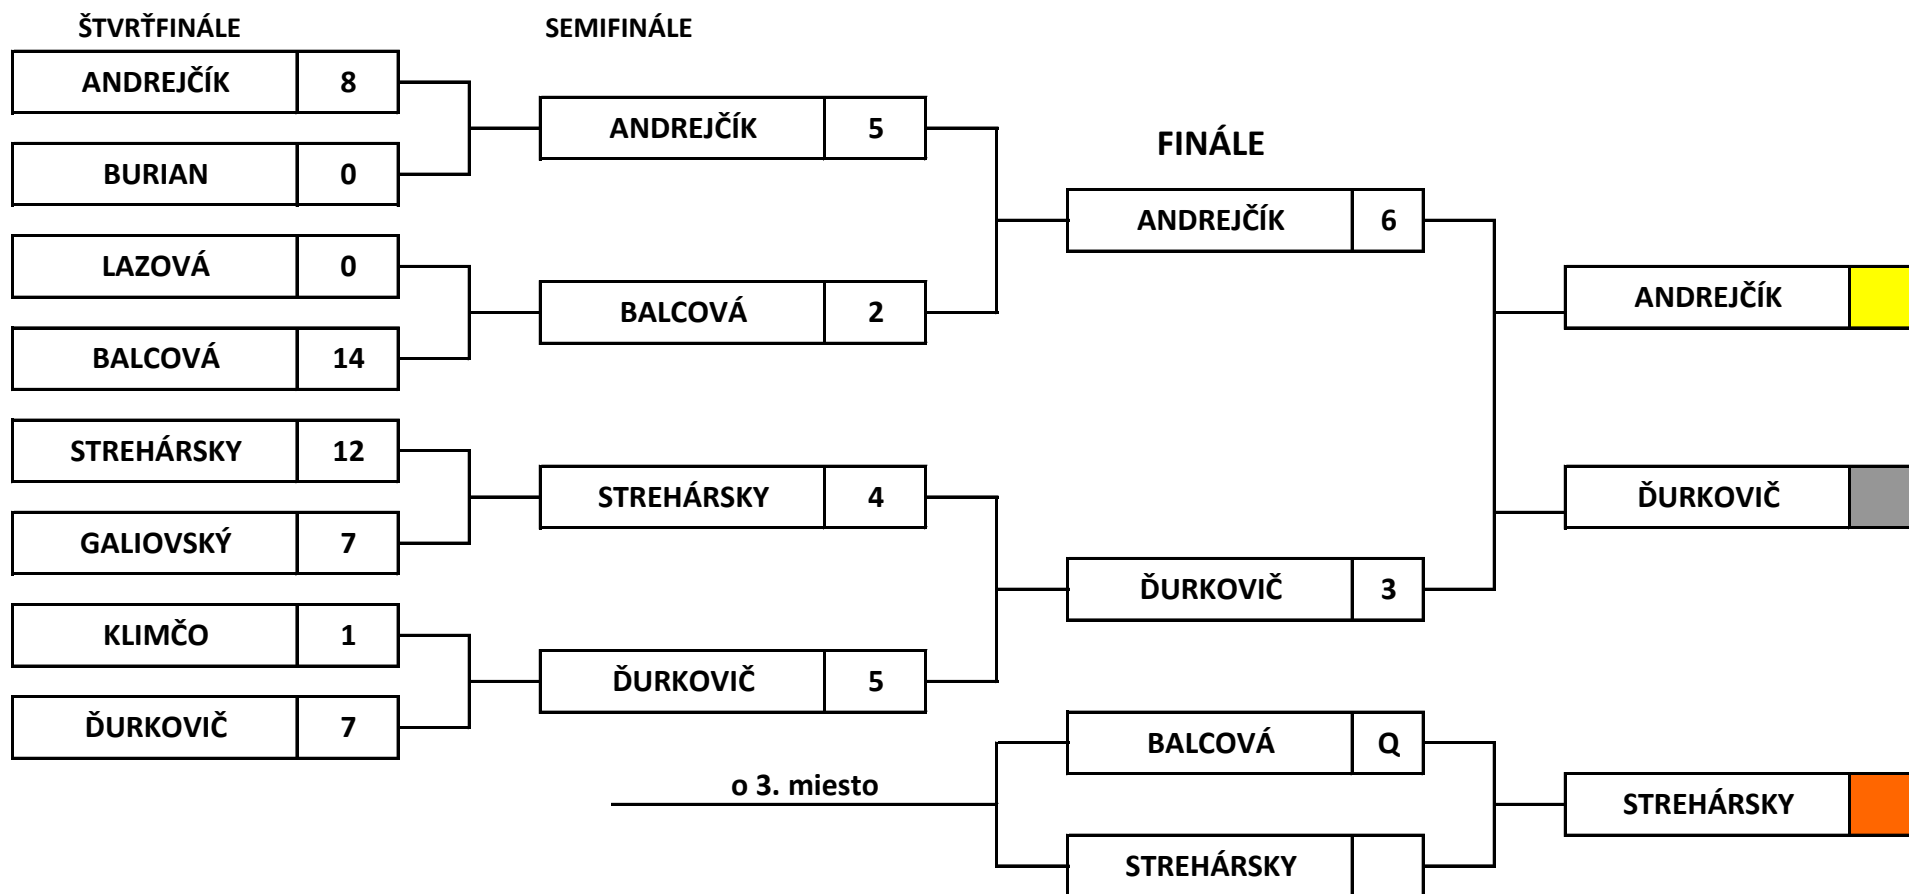 ŠTVRŤFINÁLE
SEMIFINÁLE
ANDREJČÍK 8
BURIAN 0
LAZOVÁ 0
BALCOVÁ 14
STREHÁRSKY 12
GALIOVSKÝ 7
KLIMČO 1
ĎURKOVIČ 7
ANDREJČÍK 5
BALCOVÁ 2
STREHÁRSKY 4
ĎURKOVIČ 5
FINÁLE
ANDREJČÍK 6
ĎURKOVIČ 3
o 3. miesto
BALCOVÁ Q
STREHÁRSKY
ANDREJČÍK
ĎURKOVIČ
STREHÁRSKY